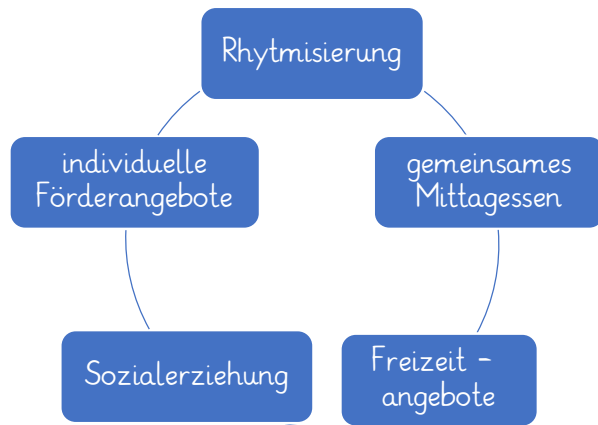 Rhytmisierung
individuelle
Förderangebote
gemeinsames
Mittagessen
Sozialerziehung
Freizeit -
angebote